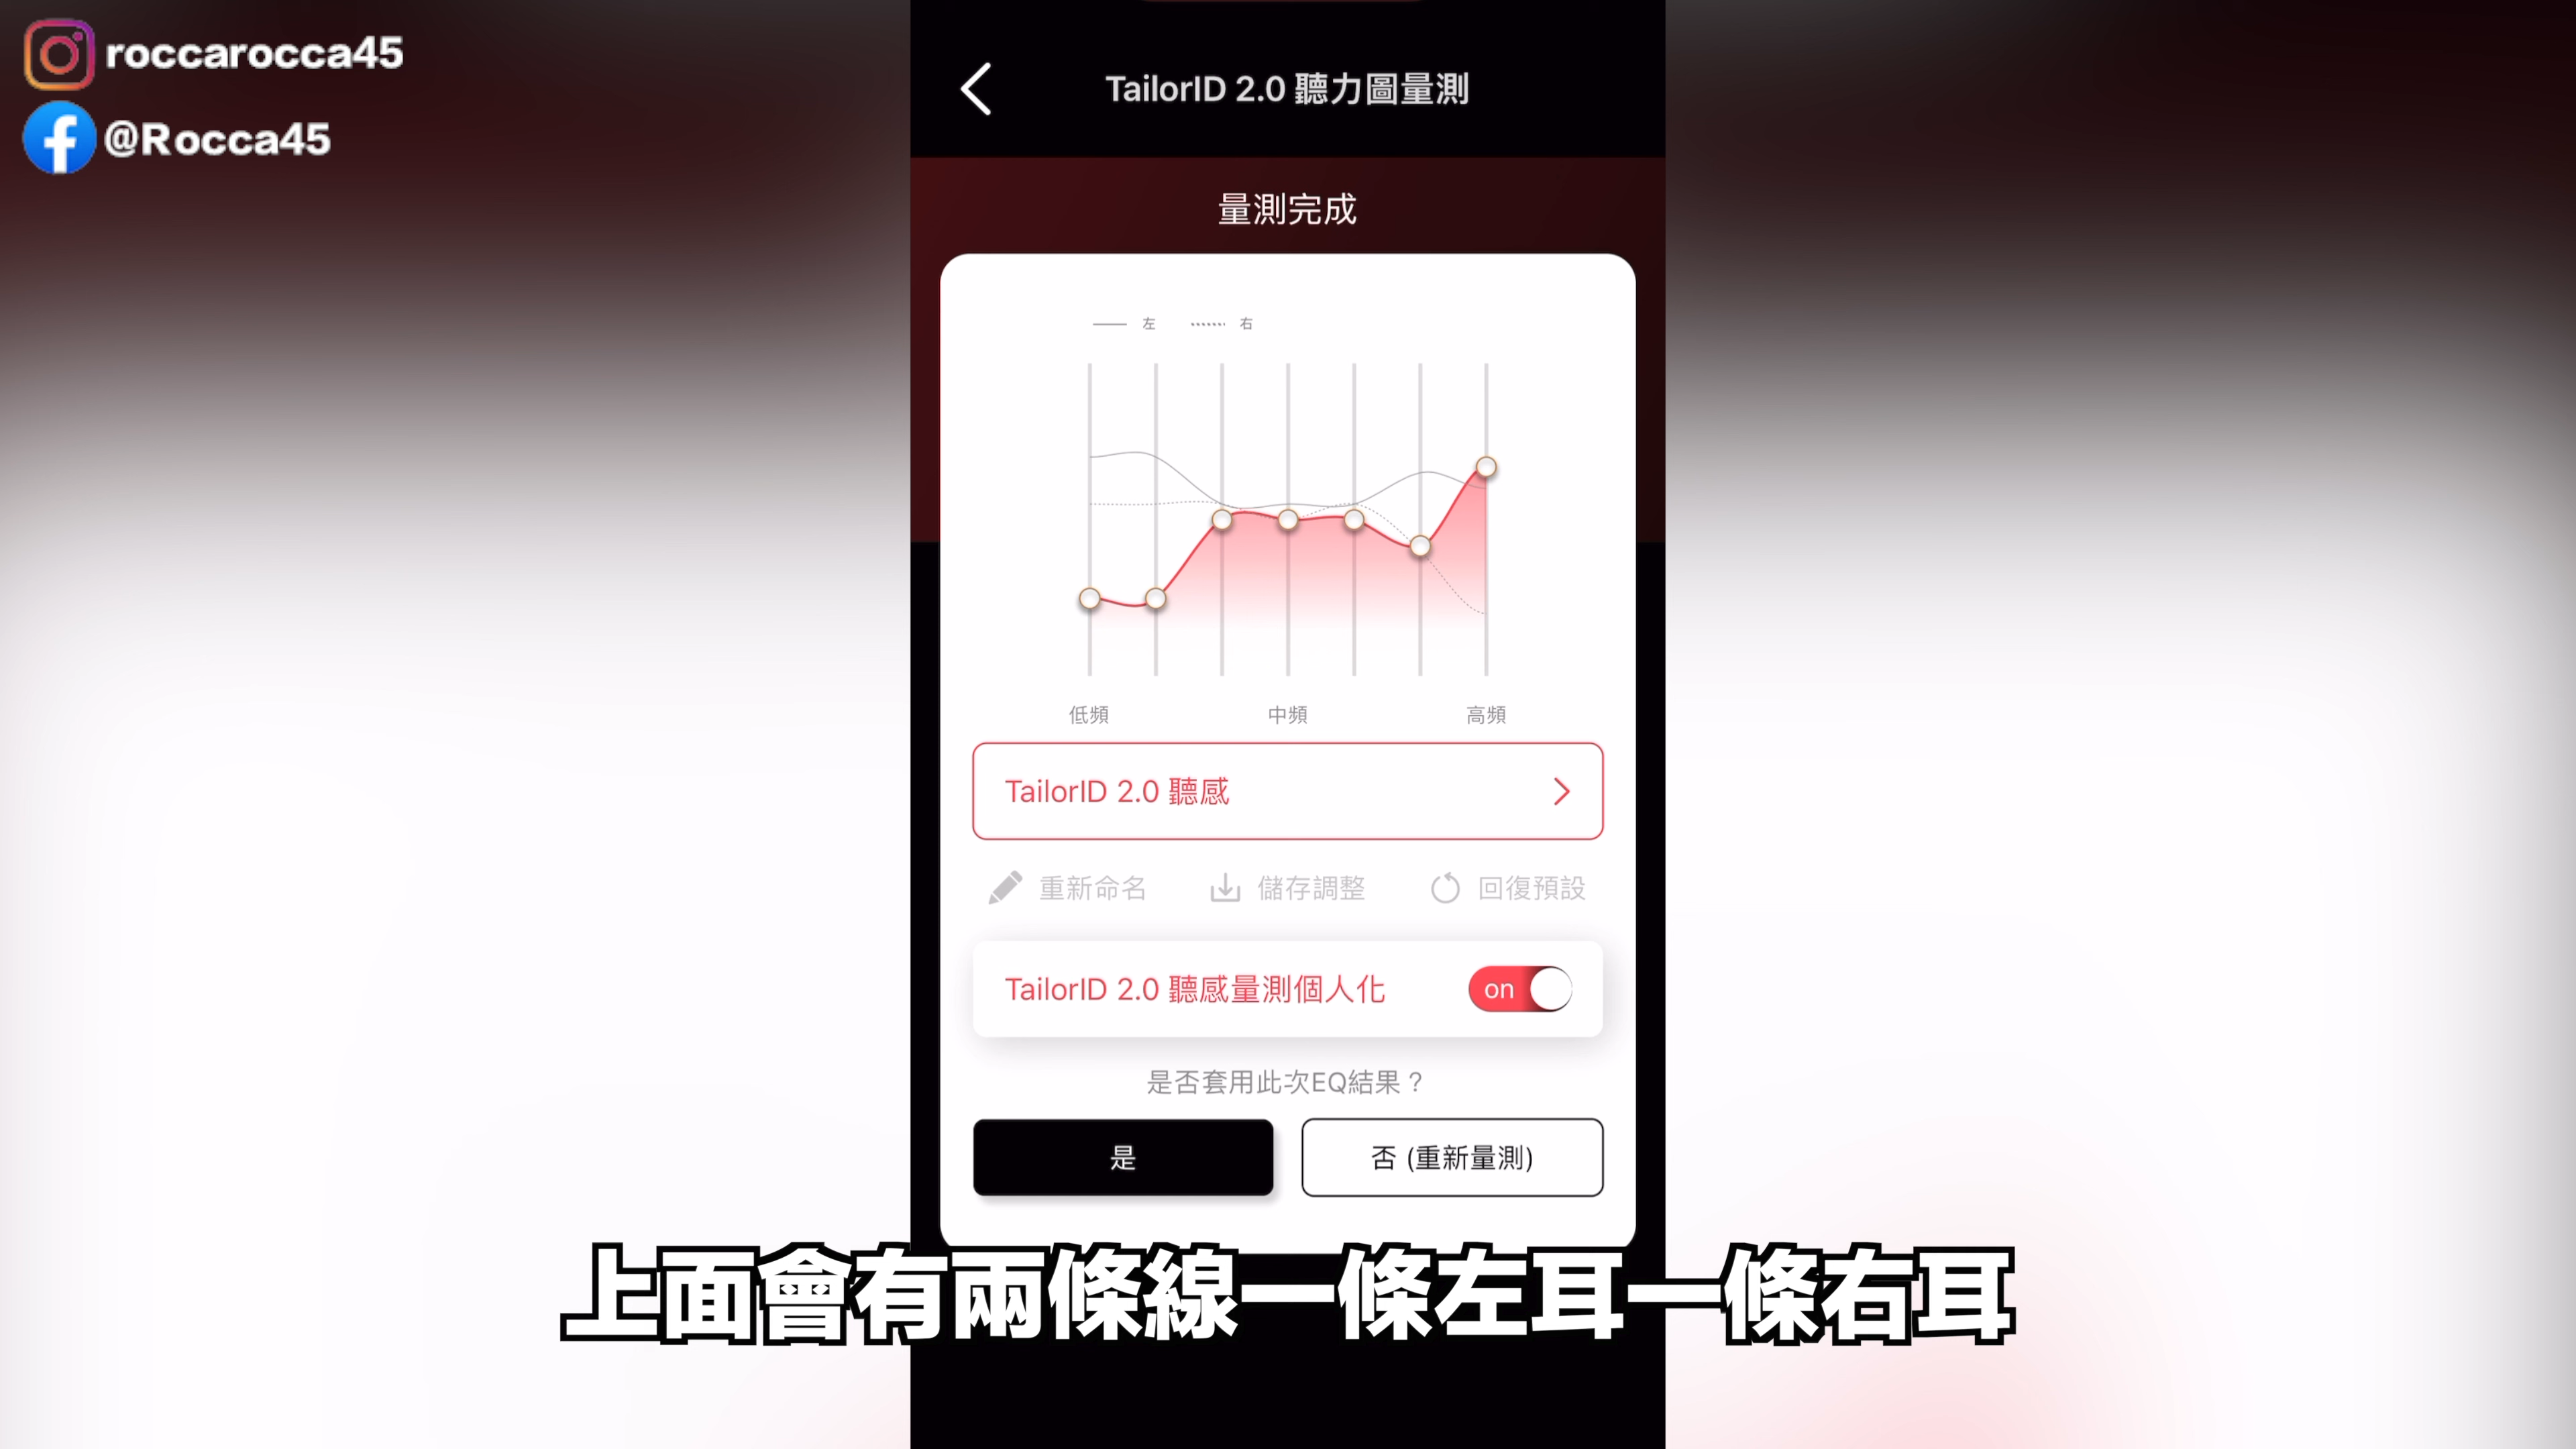 roccarocca45
@Rocca45
TailorID 2.0 聽力圖量測
量測完成
左 右
低頻 中頻 高頻
TailorID 2.0 聽感
重新命名 儲存調整 回復預設
TailorID 2.0 聽感量測個人化 on
是否套用此次EQ結果？
是 否 (重新量測)
上面會有兩條線一條左耳一條右耳